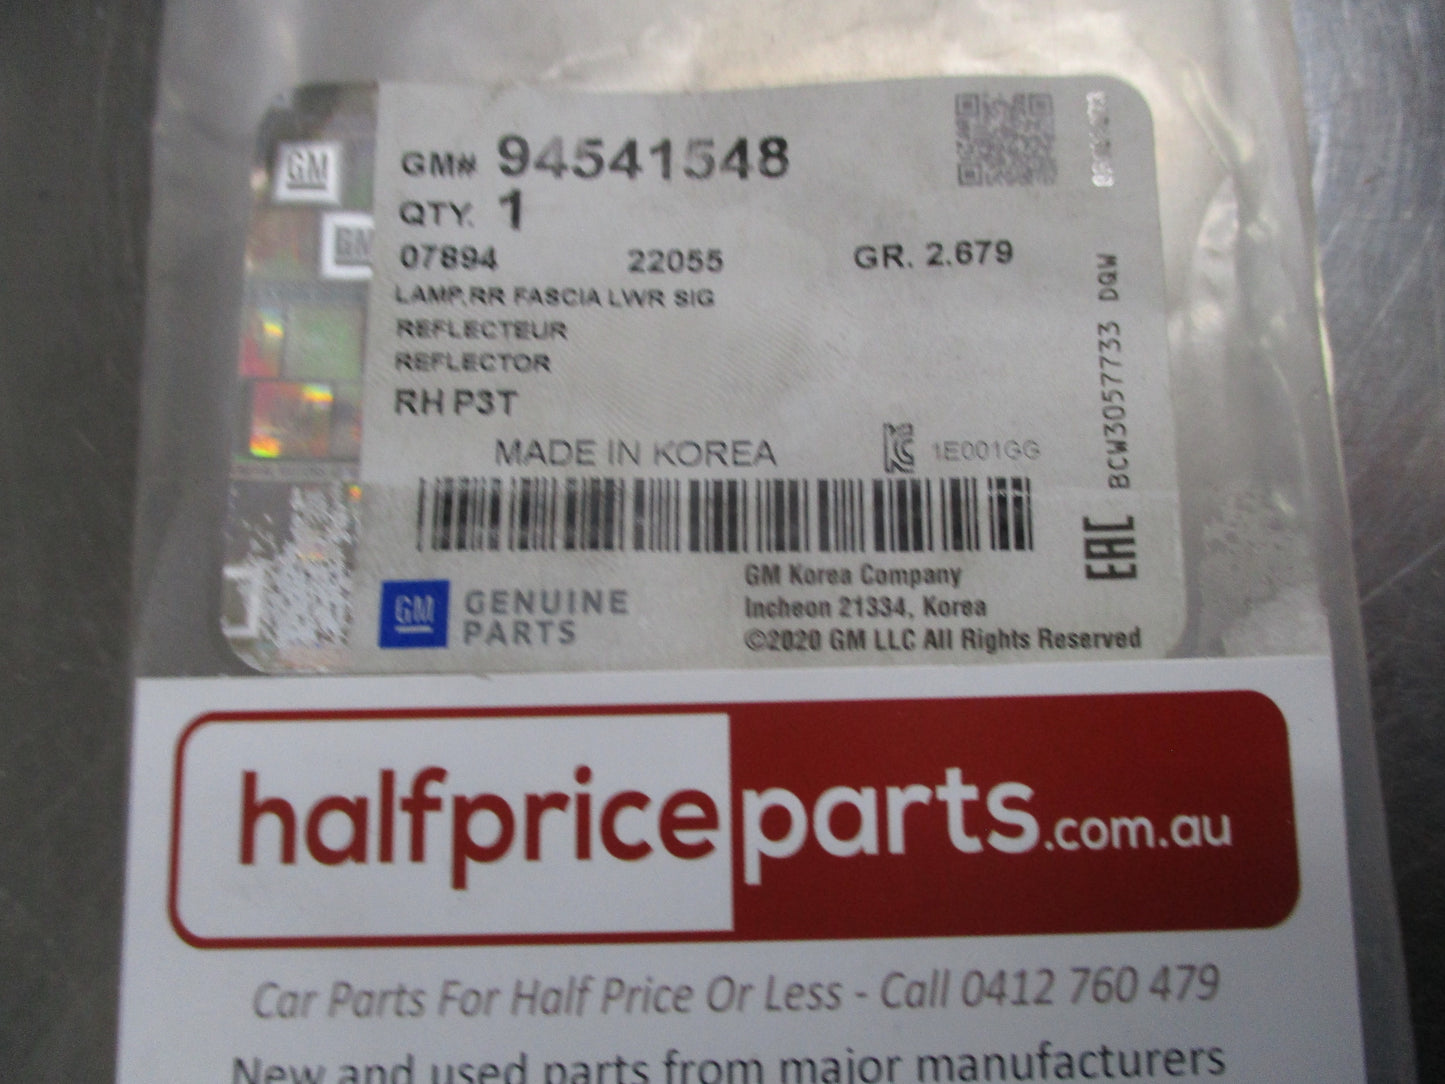 GM
GM
GM# 94541548
QTY. 1
07894 22055 GR. 2.679
LAMP,RR FASCIA LWR SIG
REFLECTEUR
REFLECTOR
RH P3T
MADE IN KOREA
1E001GG
BCW3057733 DQW
EAC
GM GENUINE
PARTS
GM Korea Company
Incheon 21334, Korea
©2020 GM LLC All Rights Reserved
halfpriceparts.com.au
Car Parts For Half Price Or Less - Call 0412 760 479
New and used parts from major manufacturers